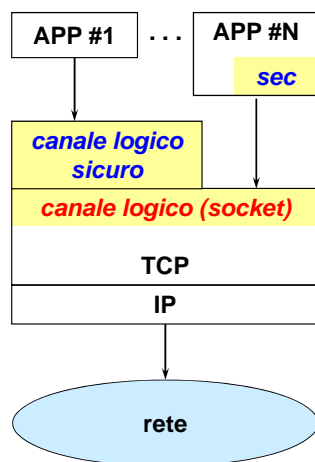 APP #1 . . . APP #N
sec
canale logico
sicuro
canale logico (socket)
TCP
IP
rete